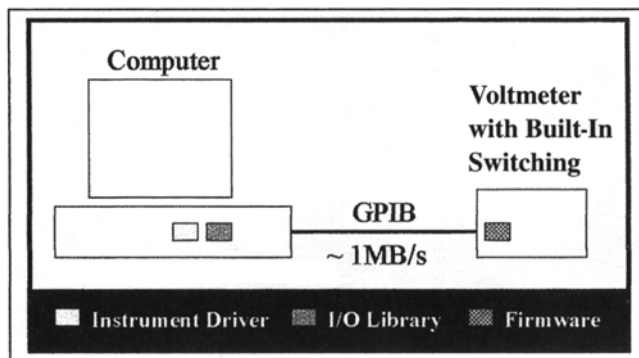 Computer
Voltmeter
with Built-In
Switching
GPIB
~ 1MB/s
Instrument Driver
I/O Library
Firmware